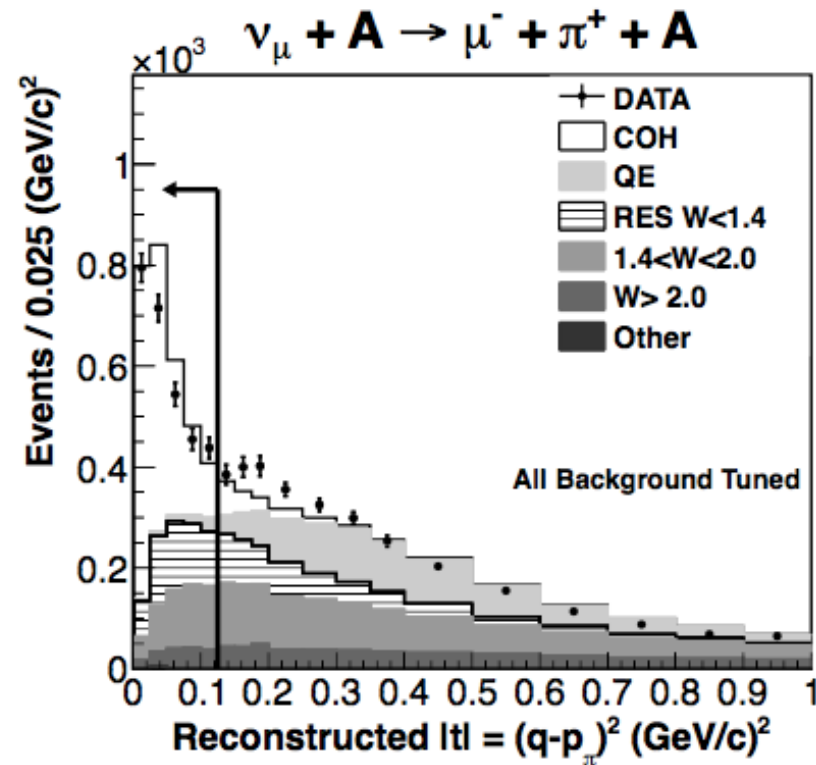 νμ + A → μ- + π+ + A
×10³
DATA
COH
QE
RES W<1.4
1.4<W<2.0
W> 2.0
Other
All Background Tuned
Events / 0.025 (GeV/c)²
1
0.8
0.6
0.4
0.2
0
0 0.1 0.2 0.3 0.4 0.5 0.6 0.7 0.8 0.9 1
Reconstructed |t| = (q-pπ)² (GeV/c)²